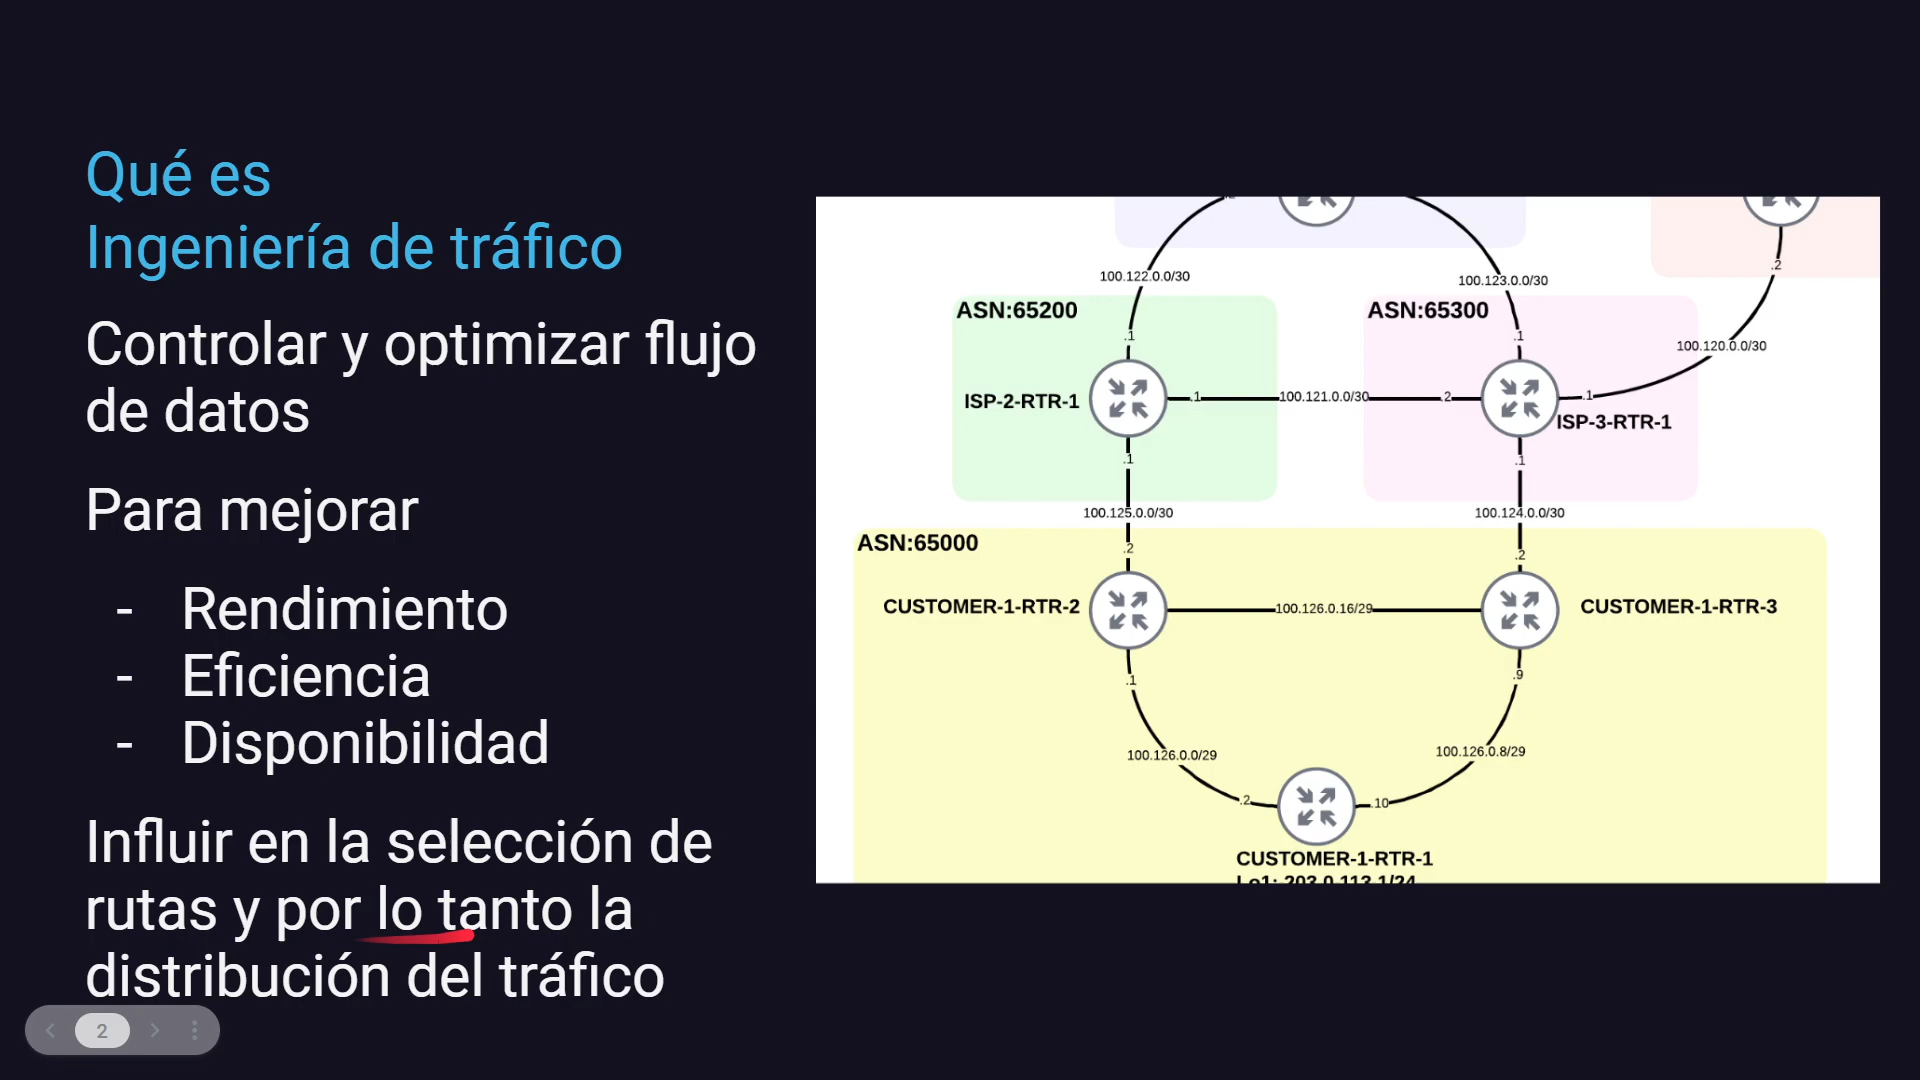 Qué es
Ingeniería de tráfico
Controlar y optimizar flujo
de datos
Para mejorar
- Rendimiento
- Eficiencia
- Disponibilidad
Influir en la selección de
rutas y por lo tanto la
distribución del tráfico
2
.2
100.122.0.0/30
100.123.0.0/30
ASN:65200
ASN:65300
.1
.1
100.120.0.0/30
ISP-2-RTR-1
.1
100.121.0.0/30
.2
.1
ISP-3-RTR-1
.1
.1
100.125.0.0/30
100.124.0.0/30
ASN:65000
.2
.2
CUSTOMER-1-RTR-2
100.126.0.16/29
CUSTOMER-1-RTR-3
.1
.9
100.126.0.0/29
100.126.0.8/29
.2
.10
CUSTOMER-1-RTR-1
Lo1: 203.0.113.1/24